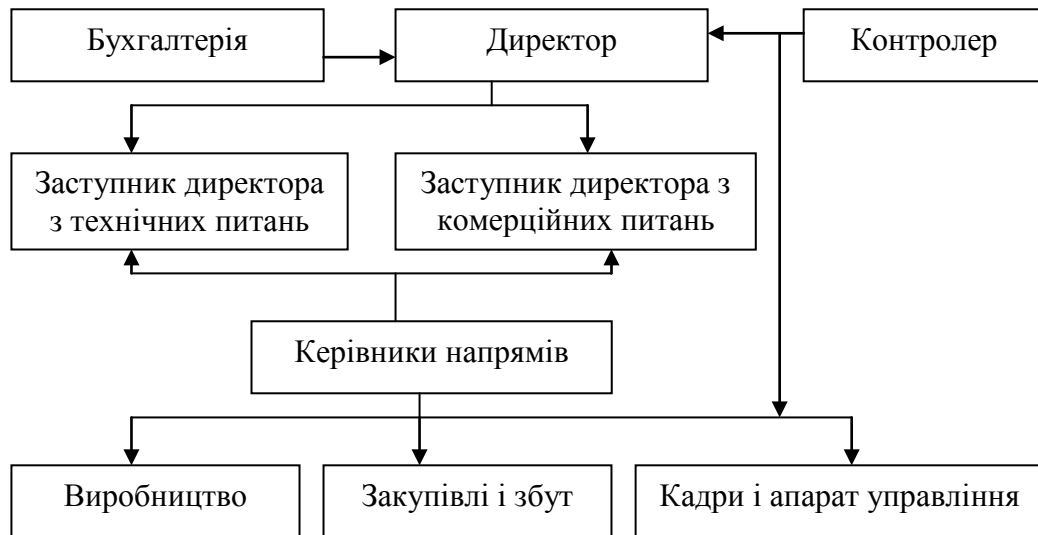 Бухгалтерія
Директор
Контролер
Заступник директора
з технічних питань
Заступник директора з
комерційних питань
Керівники напрямів
Виробництво
Закупівлі і збут
Кадри і апарат управління